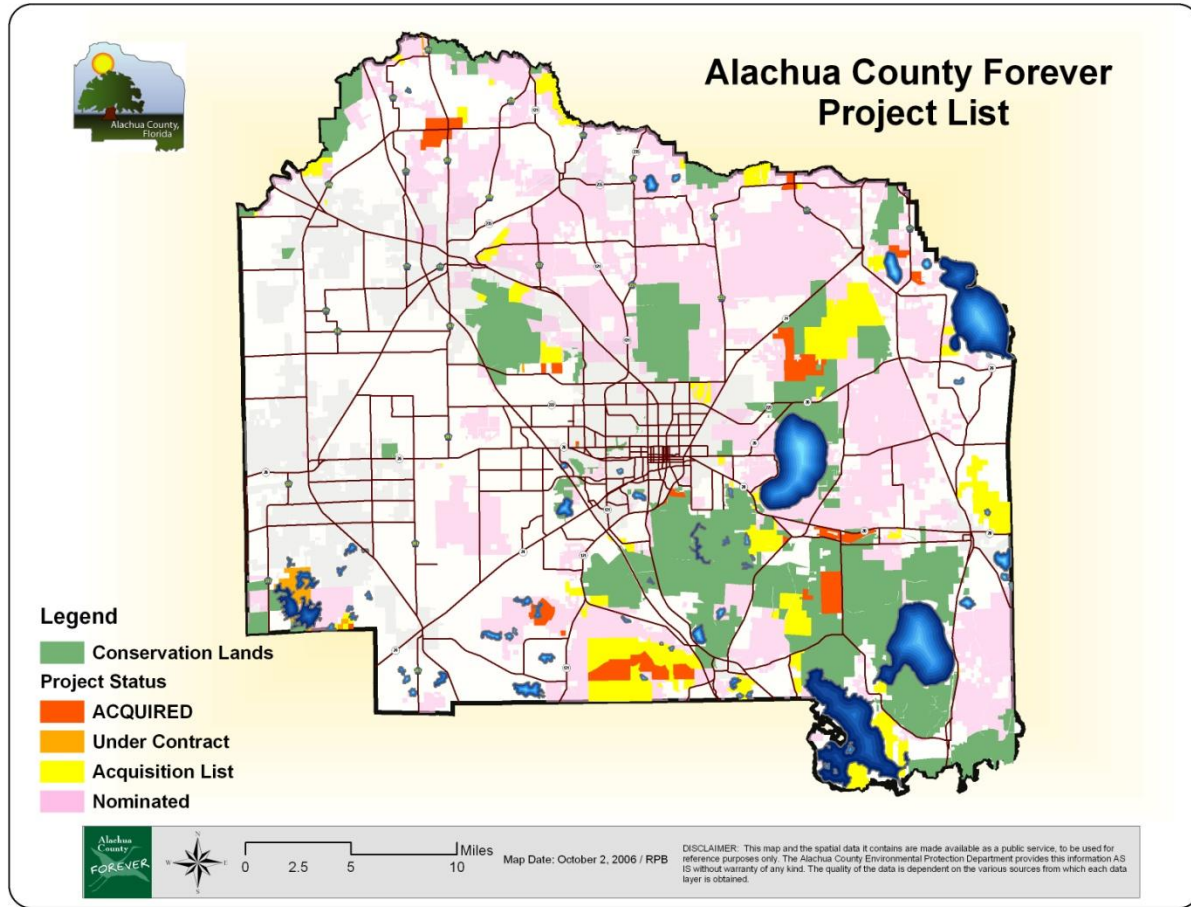 Alachua County Forever
Project List
Alachua County,
Florida
Legend
Conservation Lands
Project Status
ACQUIRED
Under Contract
Acquisition List
Nominated
Alachua
County
FOREVER
N
W
E
S
Miles
0
2.5
5
10
Map Date: October 2, 2006 / RPB
DISCLAIMER: This map and the spatial data it contains are made available as a public service, to be used for
reference purposes only. The Alachua County Environmental Protection Department provides this information AS
IS without warranty of any kind. The quality of the data is dependent on the various sources from which each data
layer is obtained.